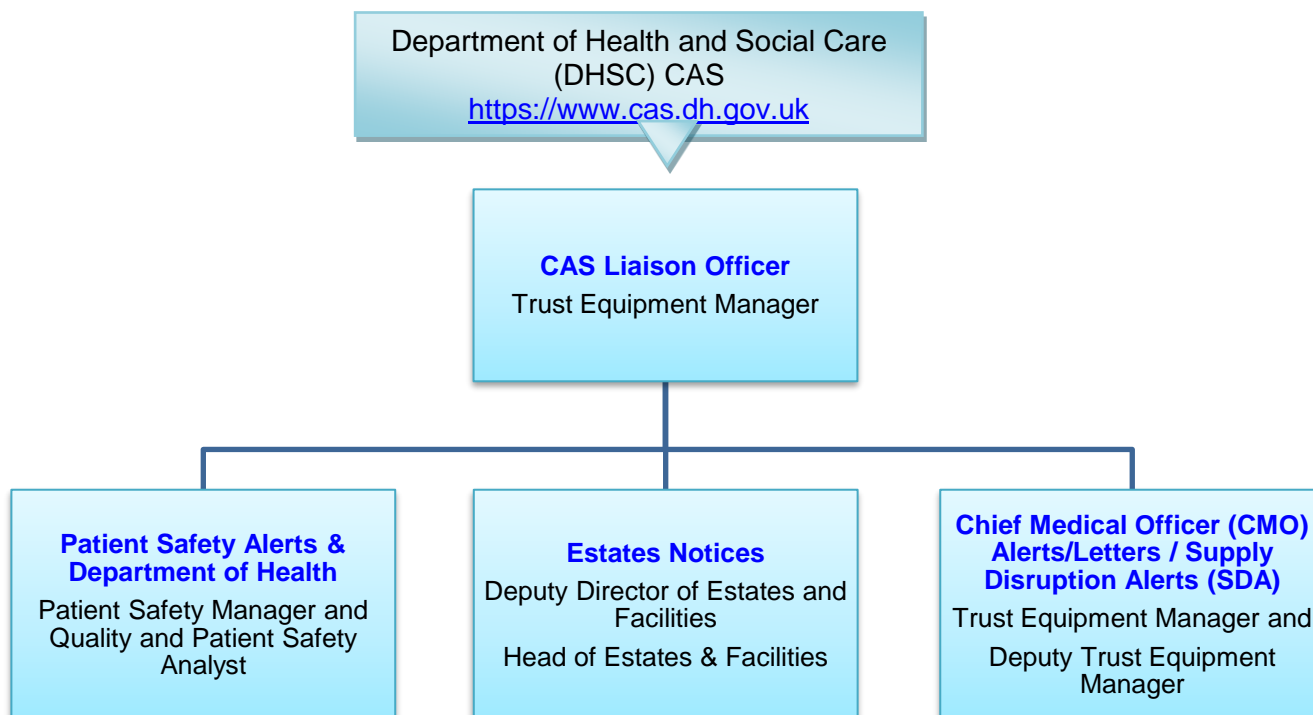 Department of Health and Social Care
(DHSC) CAS
https://www.cas.dh.gov.uk
CAS Liaison Officer
Trust Equipment Manager
Patient Safety Alerts &
Department of Health
Patient Safety Manager and
Quality and Patient Safety
Analyst
Estates Notices
Deputy Director of Estates and
Facilities
Head of Estates & Facilities
Chief Medical Officer (CMO)
Alerts/Letters / Supply
Disruption Alerts (SDA)
Trust Equipment Manager and
Deputy Trust Equipment
Manager